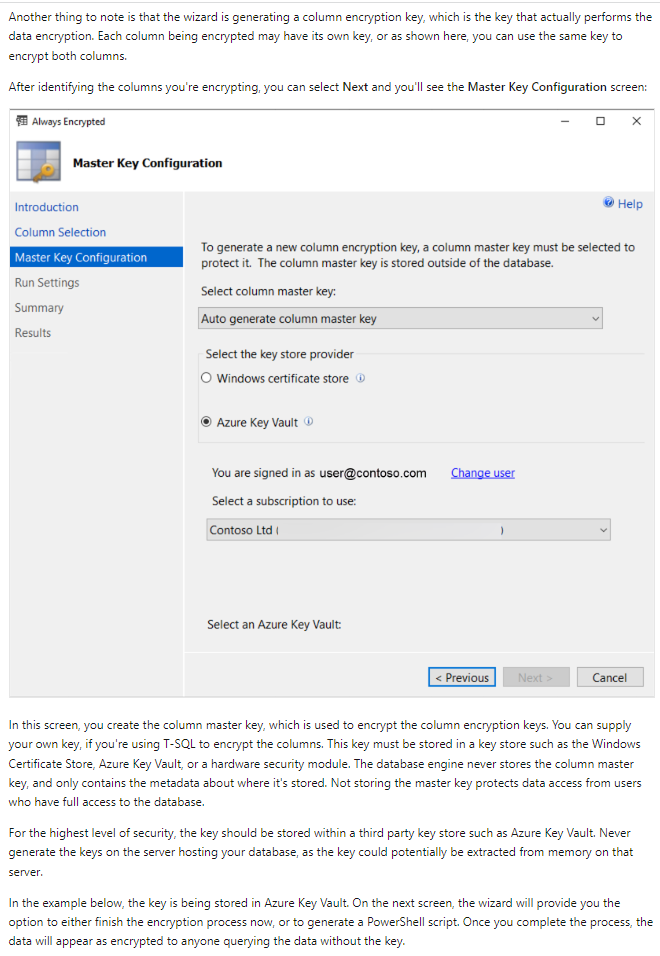 Another thing to note is that the wizard is generating a column encryption key, which is the key that actually performs the
data encryption. Each column being encrypted may have its own key, or as shown here, you can use the same key to
encrypt both columns.
After identifying the columns you're encrypting, you can select Next and you'll see the Master Key Configuration screen:
Always Encrypted
Master Key Configuration
Introduction
Column Selection
Master Key Configuration
Run Settings
Summary
Results
Help
To generate a new column encryption key, a column master key must be selected to
protect it. The column master key is stored outside of the database.
Select column master key:
Auto generate column master key
Select the key store provider
Windows certificate store
Azure Key Vault
You are signed in as user@contoso.com Change user
Select a subscription to use:
Contoso Ltd ( )
Select an Azure Key Vault:
< Previous Next > Cancel
In this screen, you create the column master key, which is used to encrypt the column encryption keys. You can supply
your own key, if you're using T-SQL to encrypt the columns. This key must be stored in a key store such as the Windows
Certificate Store, Azure Key Vault, or a hardware security module. The database engine never stores the column master
key, and only contains the metadata about where it's stored. Not storing the master key protects data access from users
who have full access to the database.
For the highest level of security, the key should be stored within a third party key store such as Azure Key Vault. Never
generate the keys on the server hosting your database, as the key could potentially be extracted from memory on that
server.
In the example below, the key is being stored in Azure Key Vault. On the next screen, the wizard will provide you the
option to either finish the encryption process now, or to generate a PowerShell script. Once you complete the process, the
data will appear as encrypted to anyone querying the data without the key.